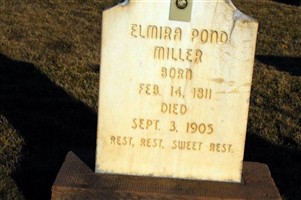 ELMIRA POND
MILLER
BORN
FEB. 14. 1811
DIED
SEPT. 3. 1905
REST, REST, SWEET REST.